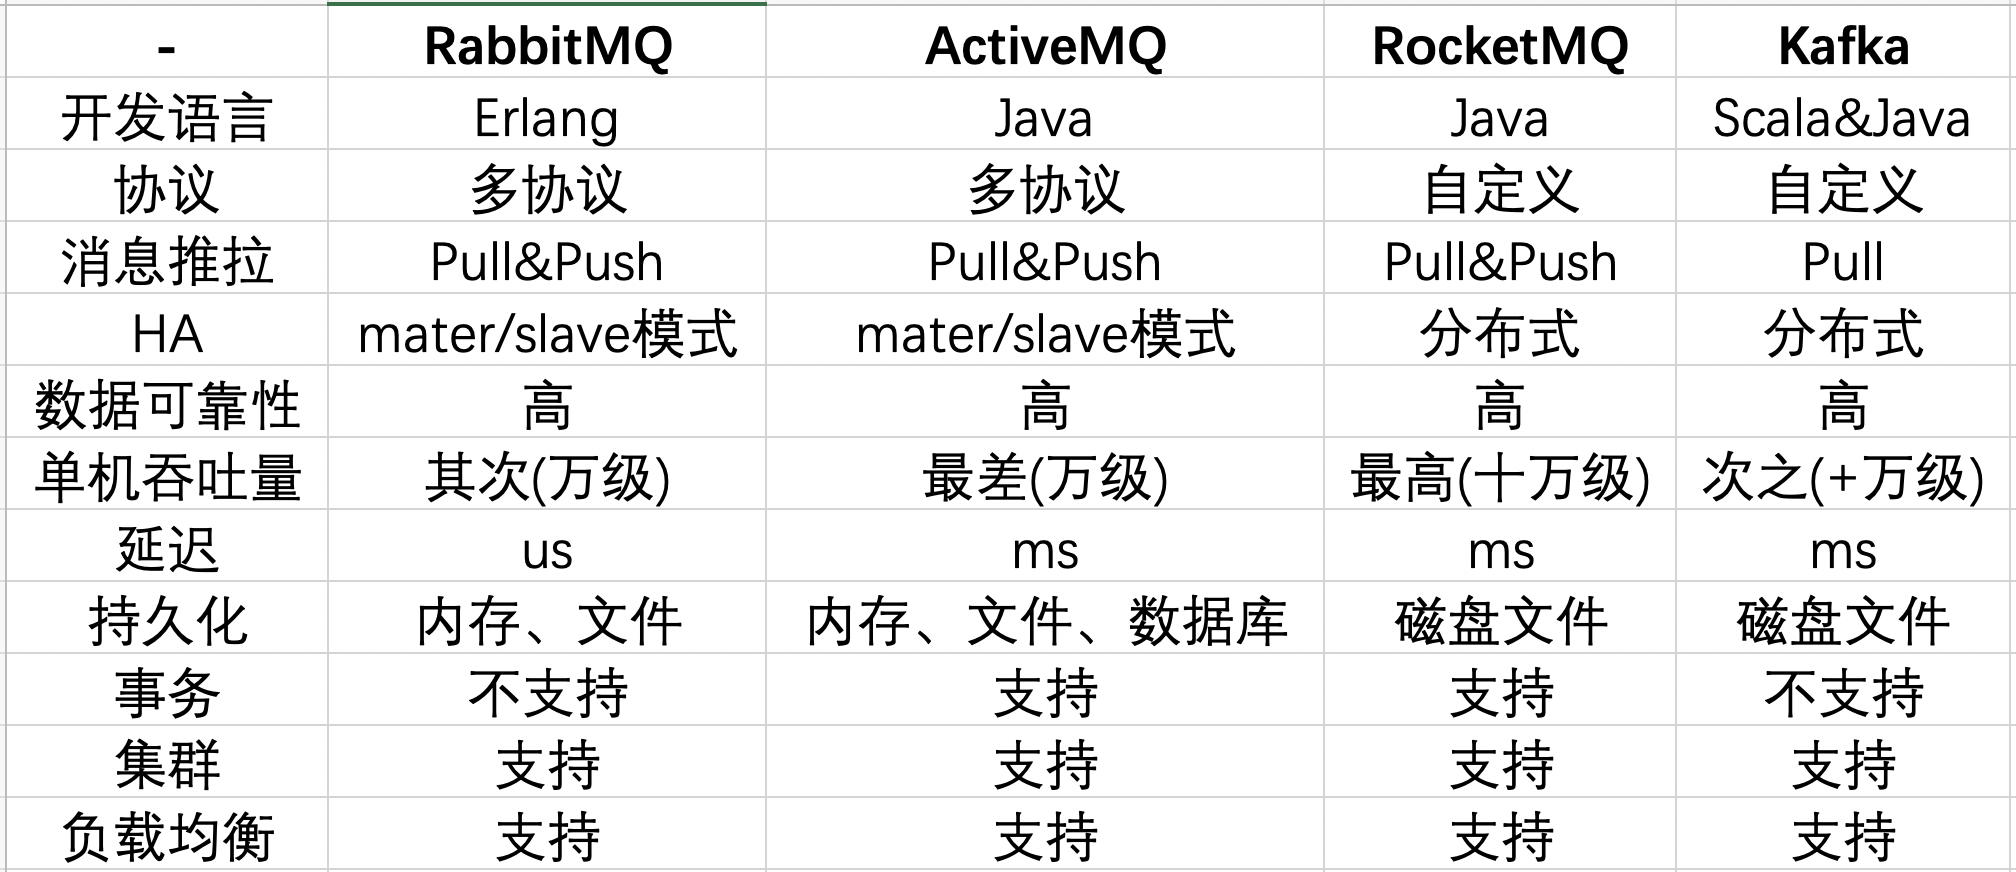 - RabbitMQ ActiveMQ RocketMQ Kafka
开发语言 Erlang Java Java Scala&Java
协议 多协议 多协议 自定义 自定义
消息推拉 Pull&Push Pull&Push Pull&Push Pull
HA mater/slave模式 mater/slave模式 分布式 分布式
数据可靠性 高 高 高 高
单机吞吐量 其次(万级) 最差(万级) 最高(十万级) 次之(+万级)
延迟 us ms ms ms
持久化 内存、文件 内存、文件、数据库 磁盘文件 磁盘文件
事务 不支持 支持 支持 不支持
集群 支持 支持 支持 支持
负载均衡 支持 支持 支持 支持